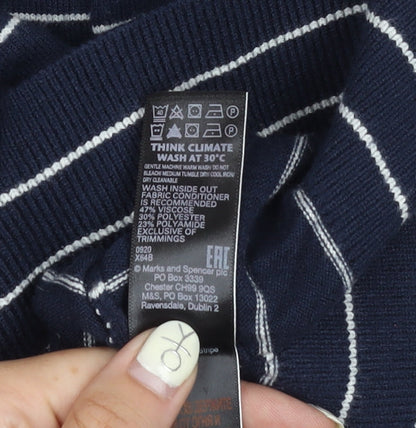 THINK CLIMATE
WASH AT 30°C
GENTLE MACHINE WARM WASH DO NOT
BLEACH MEDIUM TUMBLE DRY COOL IRON/
DRY CLEANABLE
WASH INSIDE OUT
FABRIC CONDITIONER
IS RECOMMENDED
47% VISCOSE
30% POLYESTER
23% POLYAMIDE
EXCLUSIVE OF
TRIMMINGS
0920
X64B
EAC
© Marks and Spencer plc
PO Box 3339
Chester CH99 9QS
M&S, PO Box 13022
Ravensdale, Dublin 2